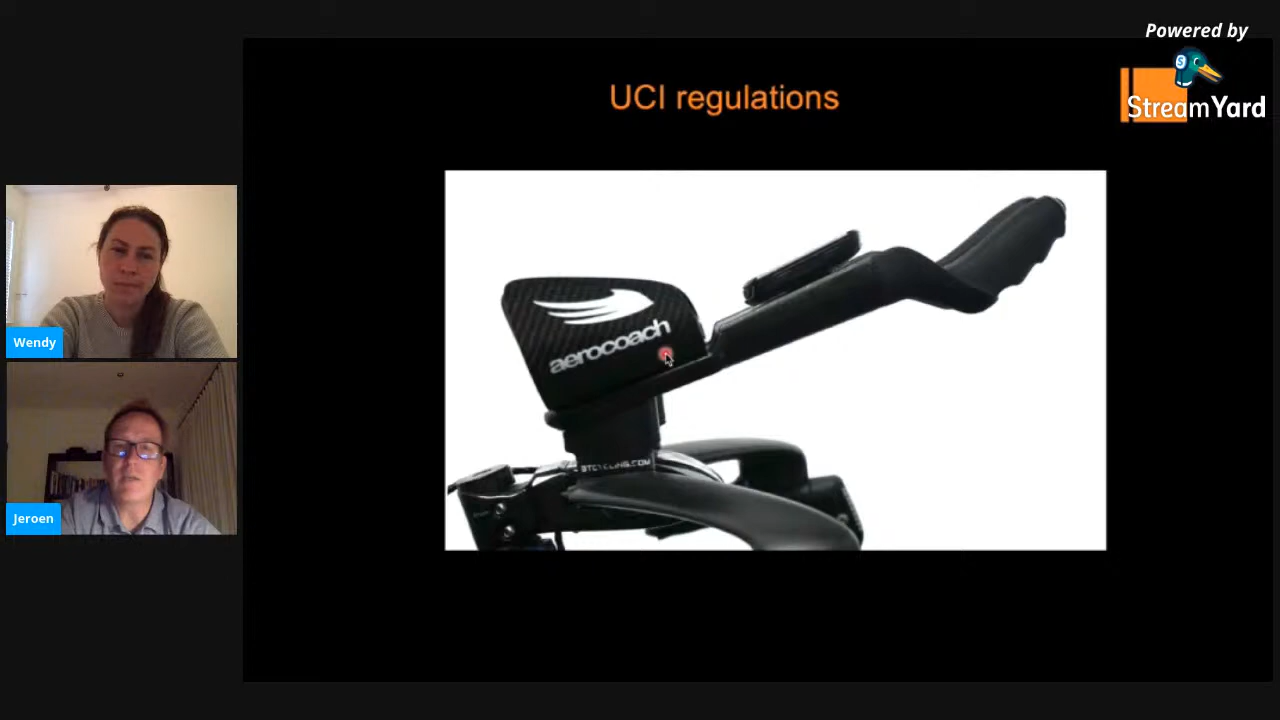 Powered by
StreamYard
UCI regulations
aerocoach
Wendy
Jeroen